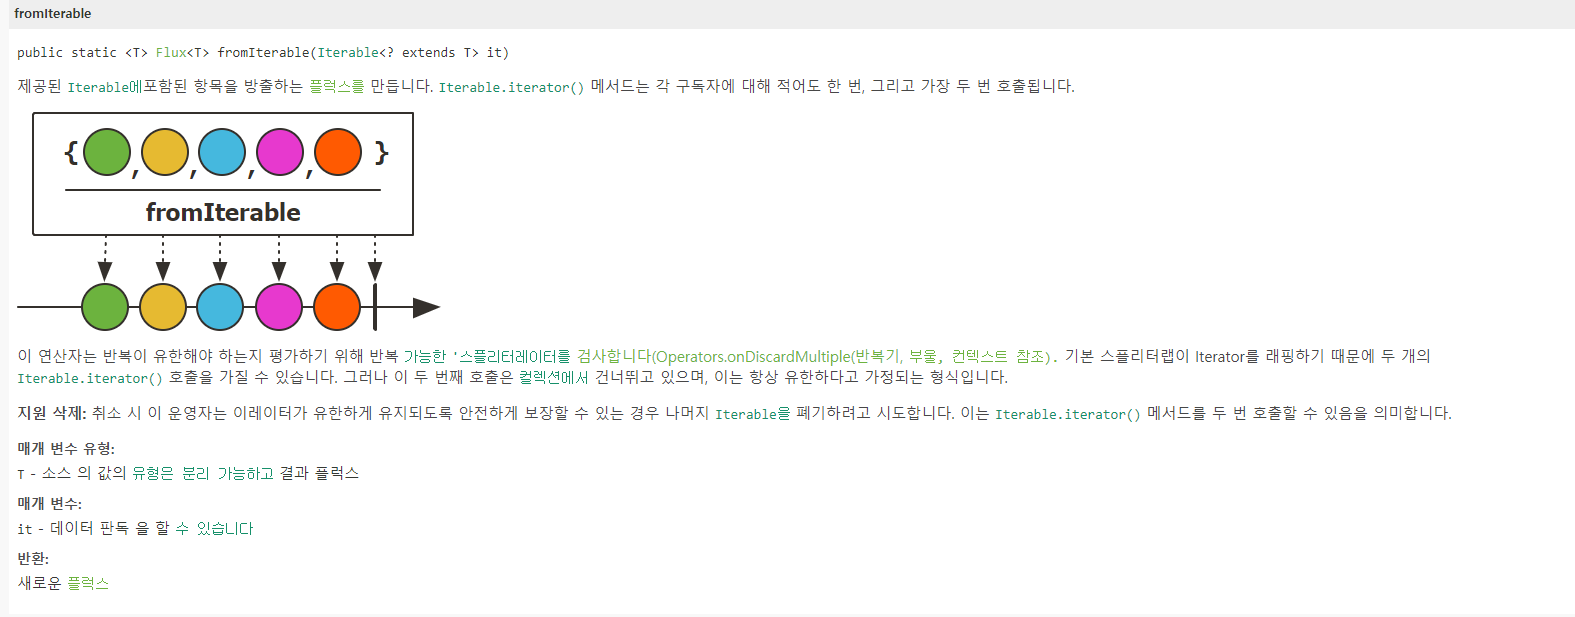 fromIterable
public static <T> Flux<T> fromIterable(Iterable<? extends T> it)
제공된 Iterable에포함된 항목을 방출하는 플럭스를 만듭니다. Iterable.iterator() 메서드는 각 구독자에 대해 적어도 한 번, 그리고 가장 두 번 호출됩니다.
{ , , , , }
fromIterable
이 연산자는 반복이 유한해야 하는지 평가하기 위해 반복 가능한 '스플리터레이터를 검사합니다(Operators.onDiscardMultiple(반복기, 부울, 컨텍스트 참조). 기본 스플리터랩이 Iterator를 래핑하기 때문에 두 개의
Iterable.iterator() 호출을 가질 수 있습니다. 그러나 이 두 번째 호출은 컬렉션에서 건너뛰고 있으며, 이는 항상 유한하다고 가정되는 형식입니다.
지원 삭제: 취소 시 이 운영자는 이레이터가 유한하게 유지되도록 안전하게 보장할 수 있는 경우 나머지 Iterable을 폐기하려고 시도합니다. 이는 Iterable.iterator() 메서드를 두 번 호출할 수 있음을 의미합니다.
매개 변수 유형:
T - 소스 의 값의 유형은 분리 가능하고 결과 플럭스
매개 변수:
it - 데이터 판독 을 할 수 있습니다
반환:
새로운 플럭스